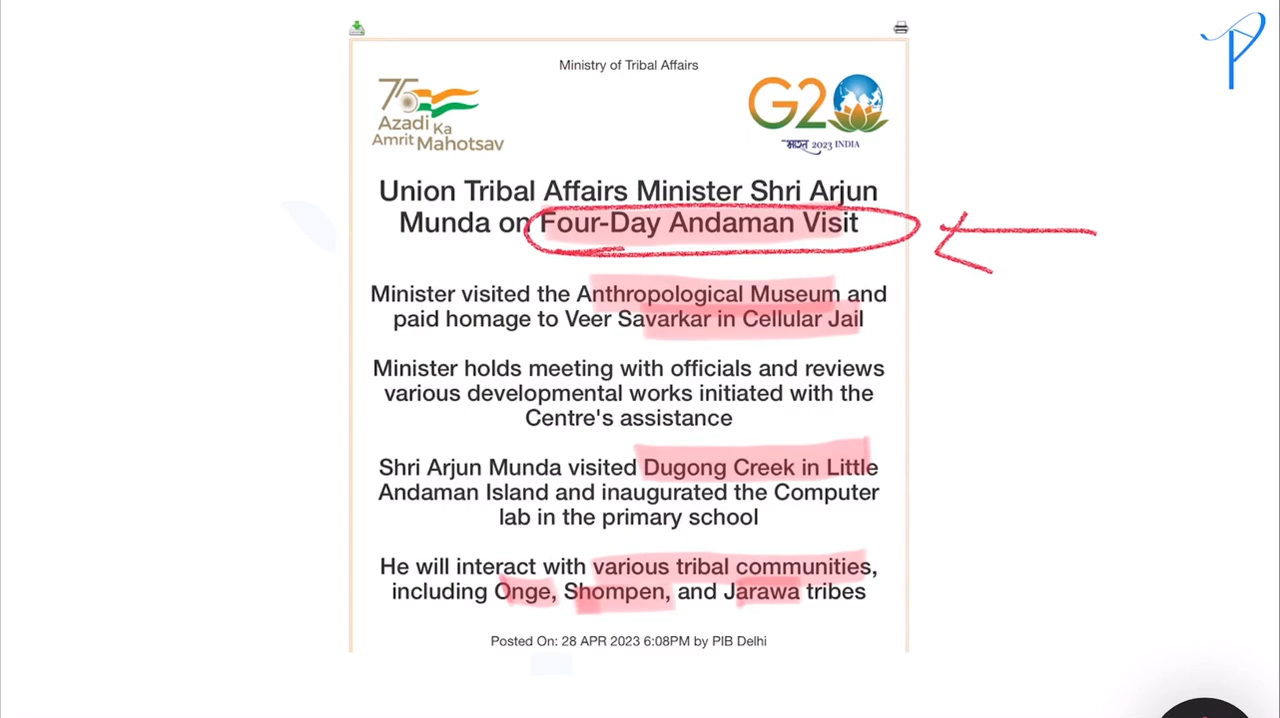 Ministry of Tribal Affairs
75
Azadi Ka
Amrit Mahotsav
G20
भारत 2023 INDIA
Union Tribal Affairs Minister Shri Arjun
Munda on Four-Day Andaman Visit
Minister visited the Anthropological Museum and
paid homage to Veer Savarkar in Cellular Jail
Minister holds meeting with officials and reviews
various developmental works initiated with the
Centre's assistance
Shri Arjun Munda visited Dugong Creek in Little
Andaman Island and inaugurated the Computer
lab in the primary school
He will interact with various tribal communities,
including Onge, Shompen, and Jarawa tribes
Posted On: 28 APR 2023 6:08PM by PIB Delhi